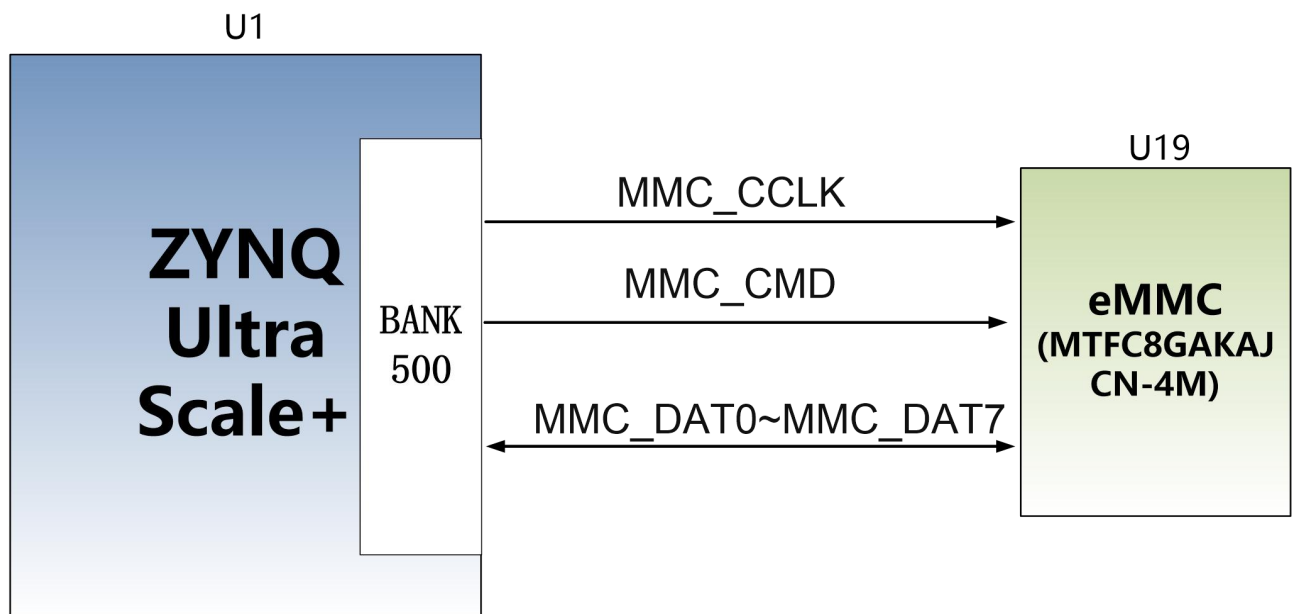 U1
ZYNQ
Ultra
Scale+
BANK
500
MMC_CCLK
MMC_CMD
MMC_DAT0~MMC_DAT7
U19
eMMC
(MTFC8GAKAJ
CN-4M)